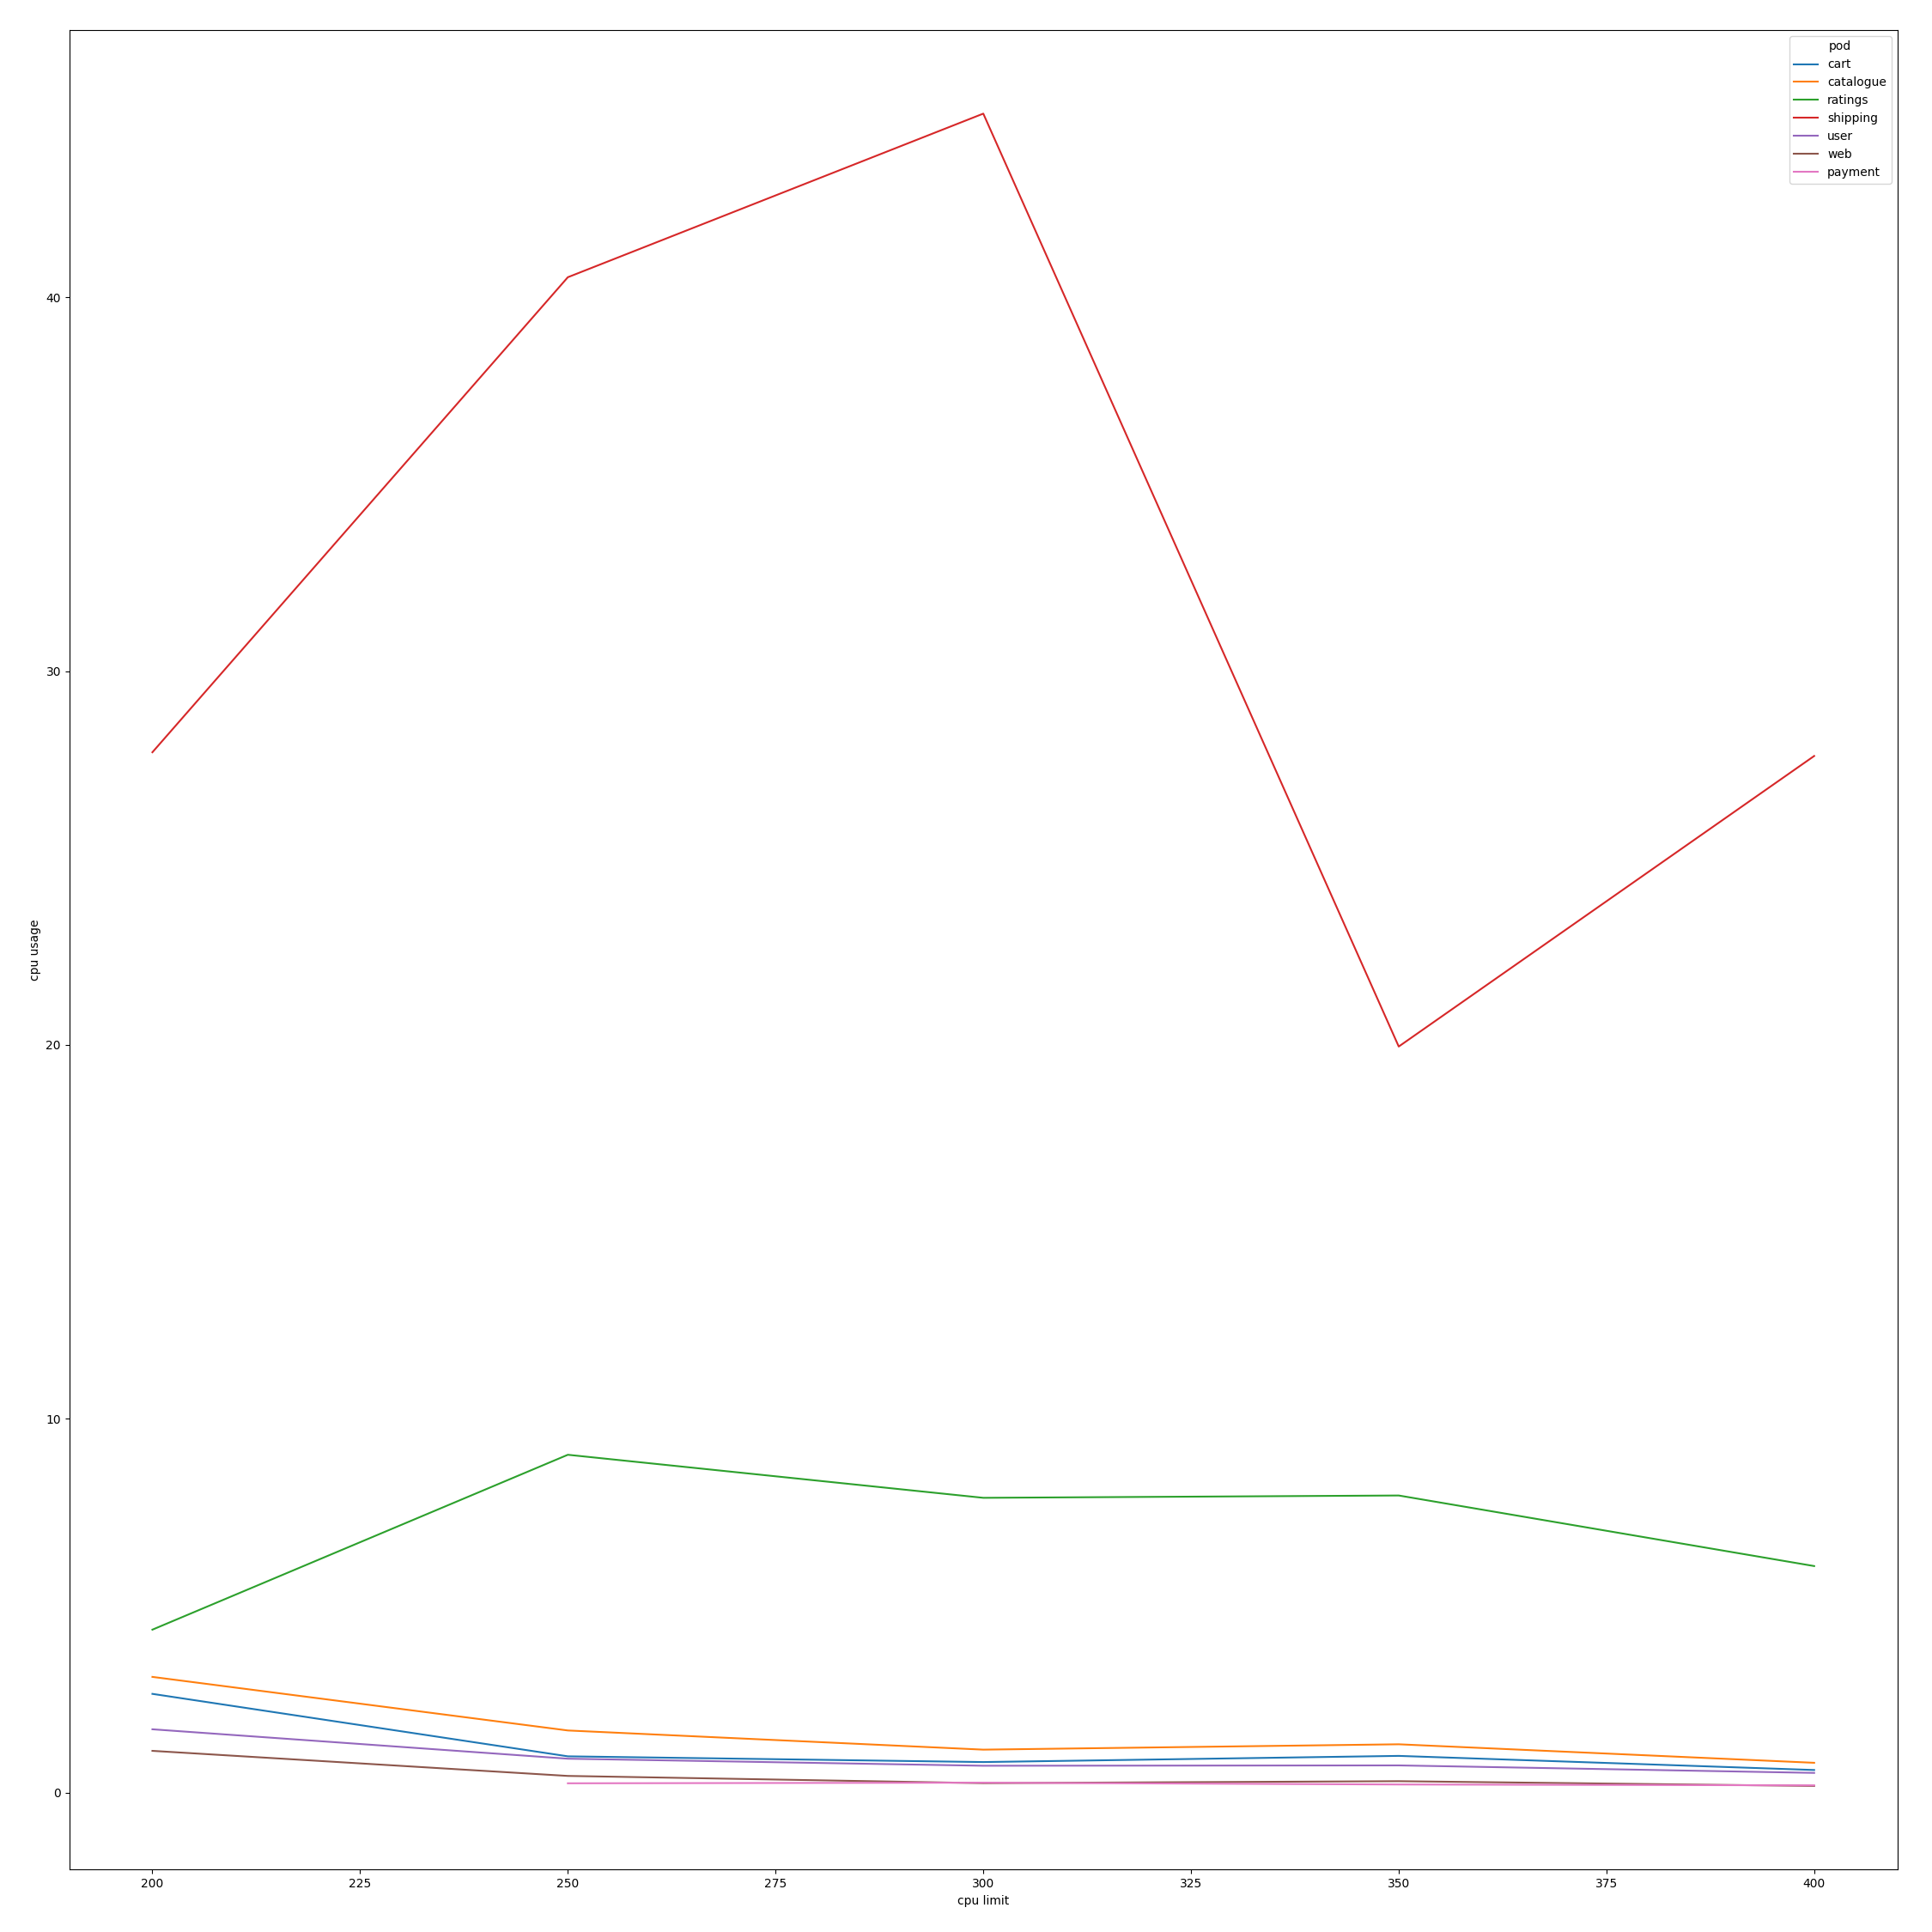 pod
cart
catalogue
ratings
shipping
user
web
payment
40
30
20
10
0
cpu usage
200 225 250 275 300 325 350 375 400
cpu limit